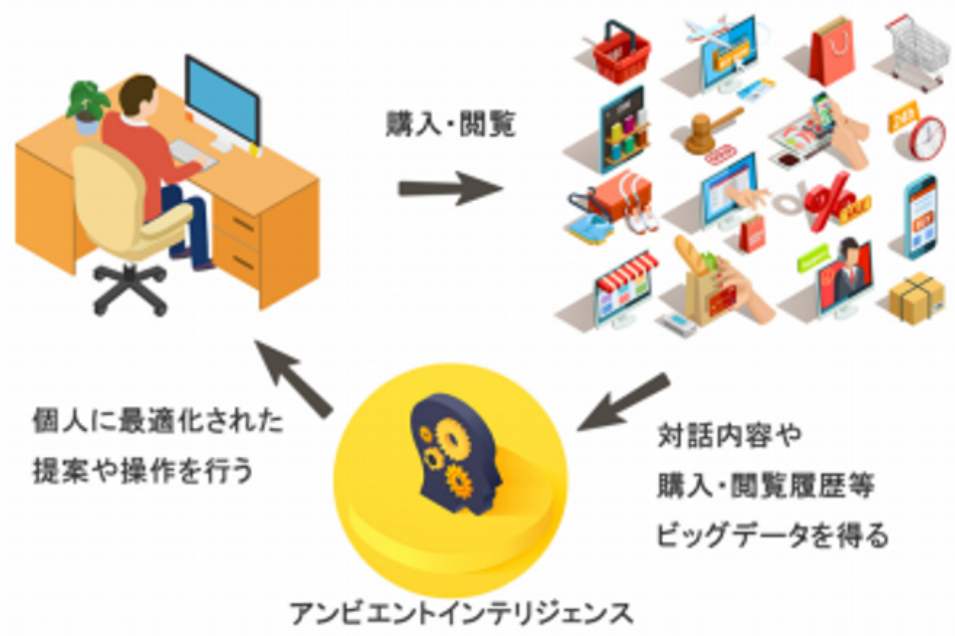 購入・閲覧
24h
個人に最適化された
提案や操作を行う
対話内容や
購入・閲覧履歴等
ビッグデータを得る
アンビエントインテリジェンス